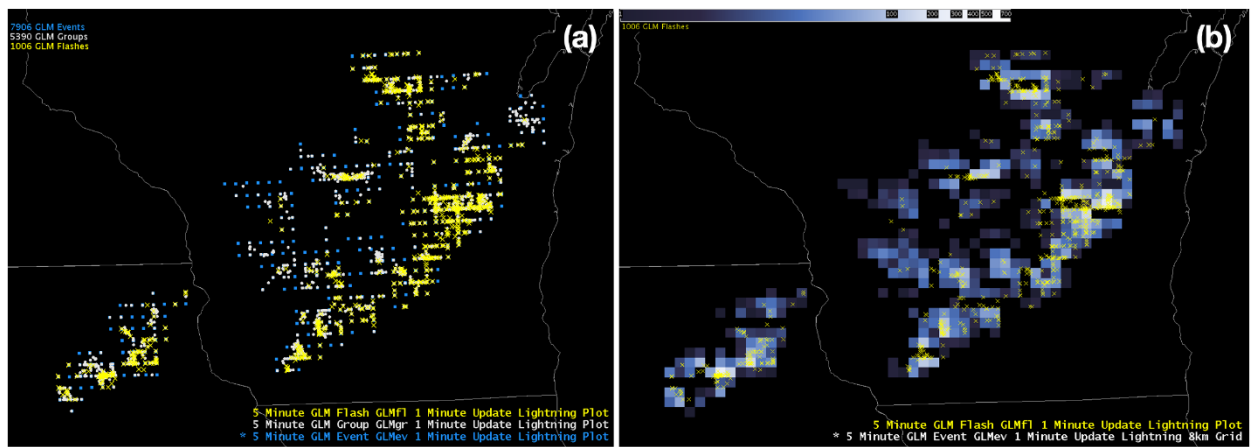 7906 GLM Events
5390 GLM Groups
1006 GLM Flashes
(a)
5 Minute GLM Flash GLMfl 1 Minute Update Lightning Plot
5 Minute GLM Group GLMgr 1 Minute Update Lightning Plot
* 5 Minute GLM Event GLMev 1 Minute Update Lightning Plot
1 100 200 300 500 700
1006 GLM Flashes
(b)
5 Minute GLM Flash GLMfl 1 Minute Update Lightning Plot
* 5 Minute GLM Event GLMev 1 Minute Update Lightning 8km Grid